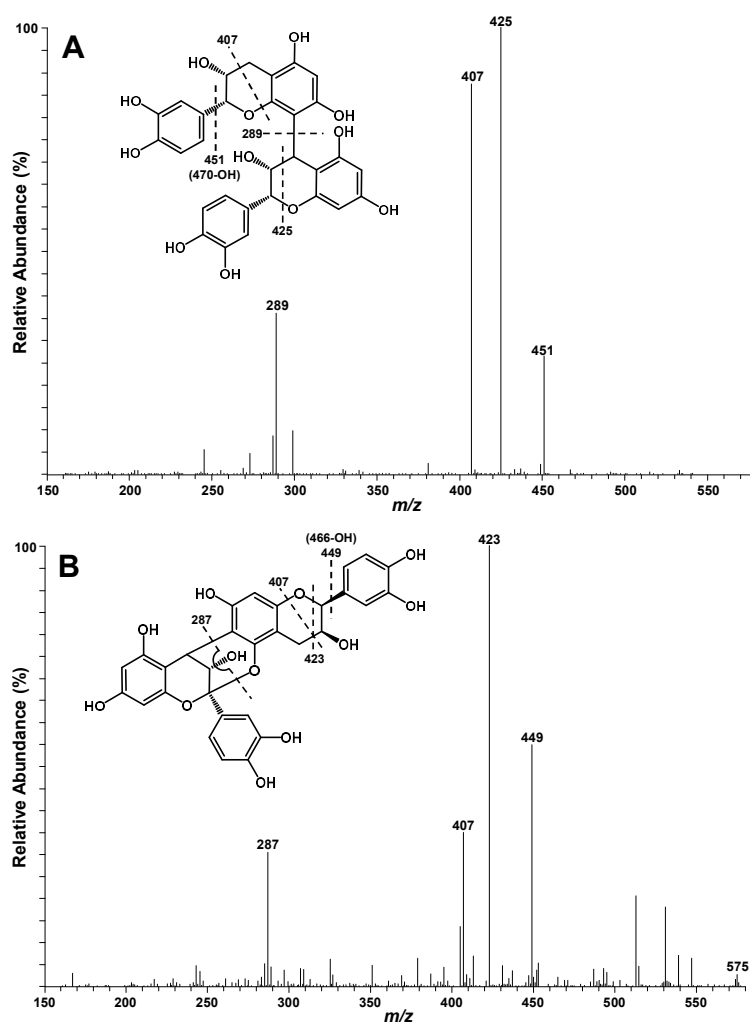 A
100
425
407
407
OH
HO
O
OH
HO
HO
289
OH
451
(470-OH)
HO
289
O
OH
425
HO
OH
451
Relative Abundance (%)
150 200 250 300 350 400 450 500 550
m/z
B
100
423
(466-OH)
449
OH
407
O
OH
HO
287
OH
OH
423
OH
O
HO
O
449
OH
OH
407
287
575
Relative Abundance (%)
150 200 250 300 350 400 450 500 550
m/z